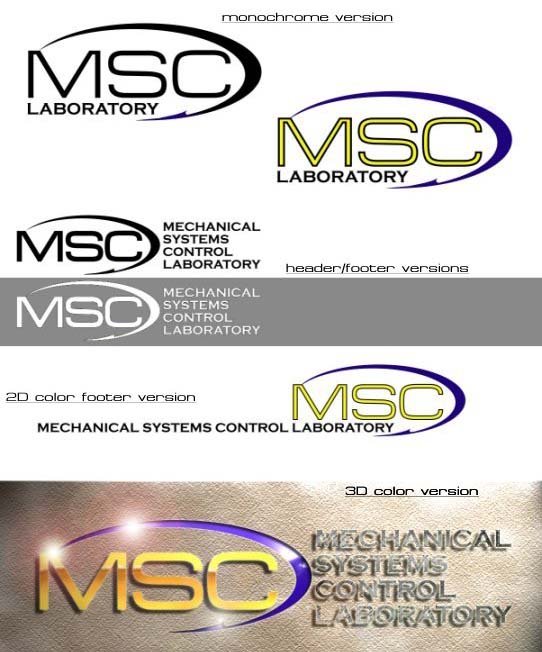 monochrome version
MSC
LABORATORY
MSC
LABORATORY
MSC
MECHANICAL
SYSTEMS
CONTROL
LABORATORY
header/footer versions
MSC
MECHANICAL
SYSTEMS
CONTROL
LABORATORY
2D color footer version
MSC
MECHANICAL SYSTEMS CONTROL LABORATORY
3D color version
MSC
MECHANICAL
SYSTEMS
CONTROL
LABORATORY